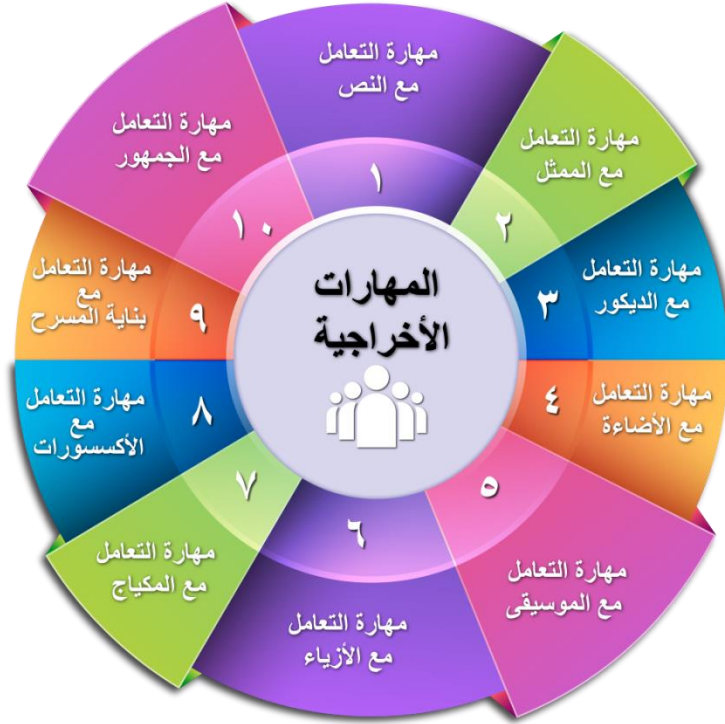 المهارات
الأخراجية
مهارة التعامل
مع النص
١
مهارة التعامل
مع الممثل
٢
مهارة التعامل
مع الديكور
٣
مهارة التعامل
مع الأضاءة
٤
مهارة التعامل
مع الموسيقى
٥
مهارة التعامل
مع الأزياء
٦
مهارة التعامل
مع المكياج
٧
مهارة التعامل
مع
الأكسسورات
٨
مهارة التعامل
مع
بناية المسرح
٩
مهارة التعامل
مع الجمهور
١٠